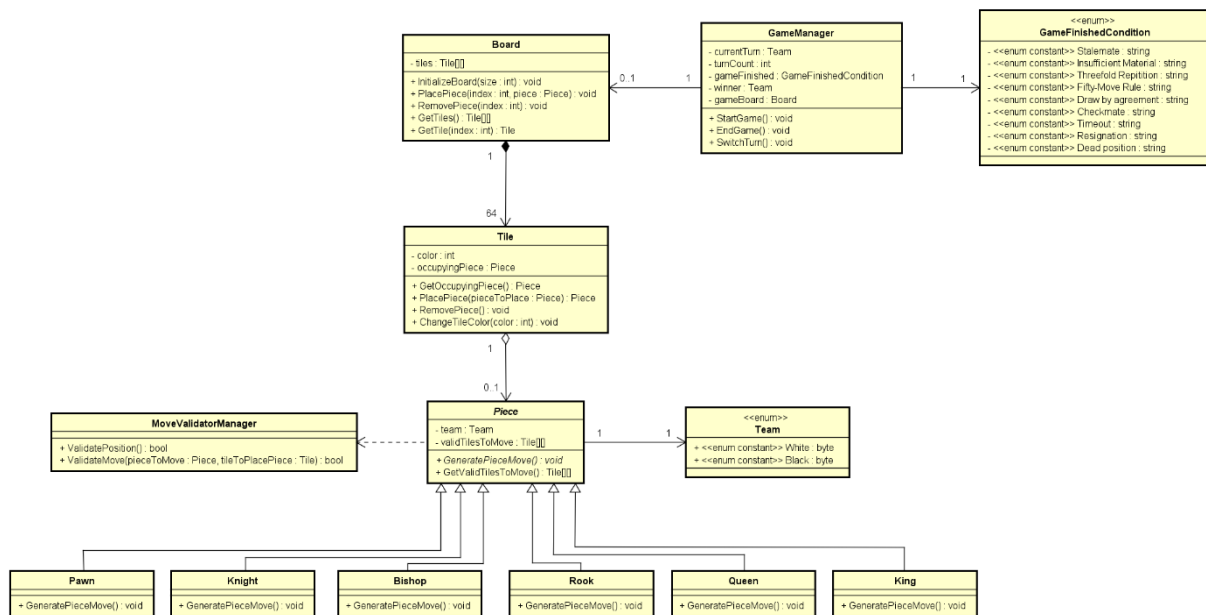 Board
- tiles : Tile[][]
+ InitializeBoard(size : int) : void
+ PlacePiece(index : int, piece : Piece) : void
+ RemovePiece(index : int) : void
+ GetTiles() : Tile[][]
+ GetTile(index : int) : Tile
0..1
1
GameManager
- currentTurn : Team
- turnCount : int
- gameFinished : GameFinishedCondition
- winner : Team
- gameBoard : Board
+ StartGame() : void
+ EndGame() : void
+ SwitchTurn() : void
1
1
<<enum>>
GameFinishedCondition
- <<enum constant>> Stalemate : string
- <<enum constant>> Insufficient Material : string
- <<enum constant>> Threefold Repitition : string
- <<enum constant>> Fifty-Move Rule : string
- <<enum constant>> Draw by agreement : string
- <<enum constant>> Checkmate : string
- <<enum constant>> Timeout : string
- <<enum constant>> Resignation : string
- <<enum constant>> Dead position : string
1
64
Tile
- color : int
- occupyingPiece : Piece
+ GetOccupyingPiece() : Piece
+ PlacePiece(pieceToPlace : Piece) : Piece
+ RemovePiece() : void
+ ChangeTileColor(color : int) : void
1
0..1
MoveValidatorManager
+ ValidatePosition() : bool
+ ValidateMove(pieceToMove : Piece, tileToPlacePiece : Tile) : bool
Piece
- team : Team
- validTilesToMove : Tile[][]
+ GeneratePieceMove() : void
+ GetValidTilesToMove() : Tile[][]
1
1
<<enum>>
Team
+ <<enum constant>> White : byte
+ <<enum constant>> Black : byte
Pawn
+ GeneratePieceMove() : void
Knight
+ GeneratePieceMove() : void
Bishop
+ GeneratePieceMove() : void
Rook
+ GeneratePieceMove() : void
Queen
+ GeneratePieceMove() : void
King
+ GeneratePieceMove() : void